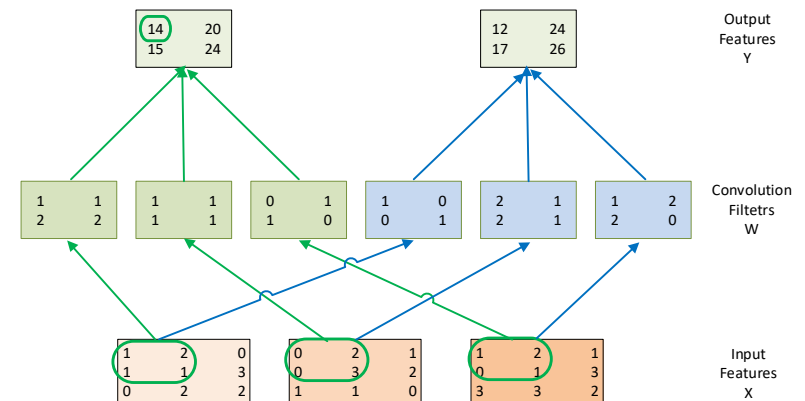 14 20
15 24
12 24
17 26
Output
Features
Y
1 1
2 2
1 1
1 1
0 1
1 0
1 0
0 1
2 1
2 1
1 2
2 0
Convolution
Filtetrs
W
1 2 0
1 1 3
0 2 2
0 2 1
0 3 2
1 1 0
1 2 1
0 1 3
3 3 2
Input
Features
X